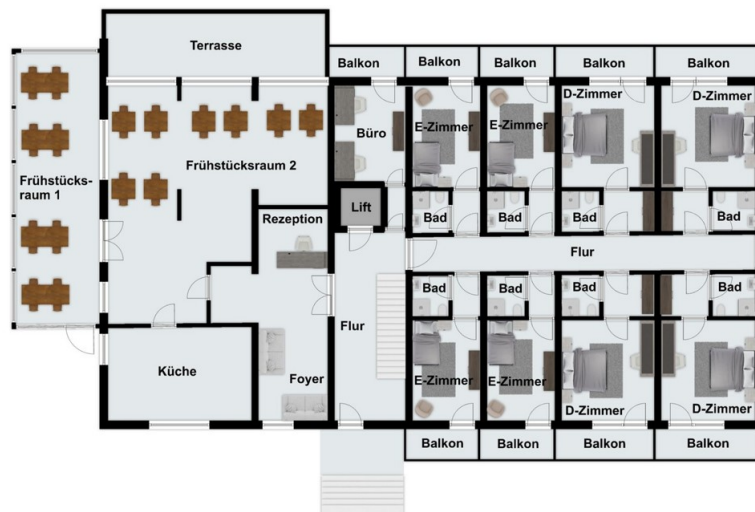 Terrasse
Balkon
Balkon
Balkon
Balkon
Balkon
D-Zimmer
D-Zimmer
Büro
E-Zimmer
E-Zimmer
Frühstücksraum 2
Frühstücks-
raum 1
Lift
Rezeption
Bad
Bad
Bad
Bad
Flur
Bad
Bad
Bad
Bad
Flur
Küche
Foyer
E-Zimmer
E-Zimmer
D-Zimmer
D-Zimmer
Balkon
Balkon
Balkon
Balkon